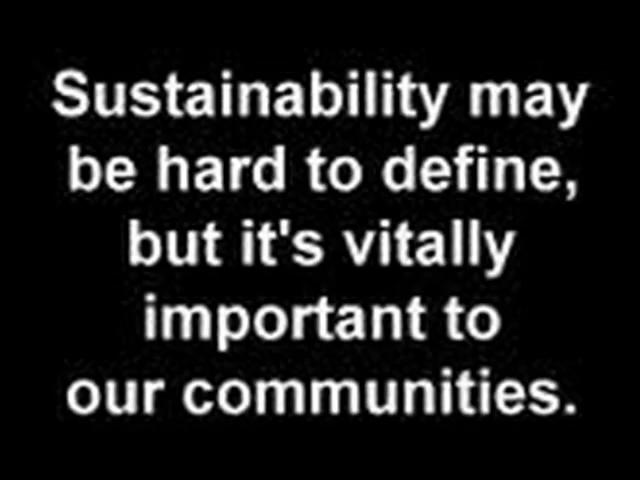 Sustainability may
be hard to define,
but it's vitally
important to
our communities.